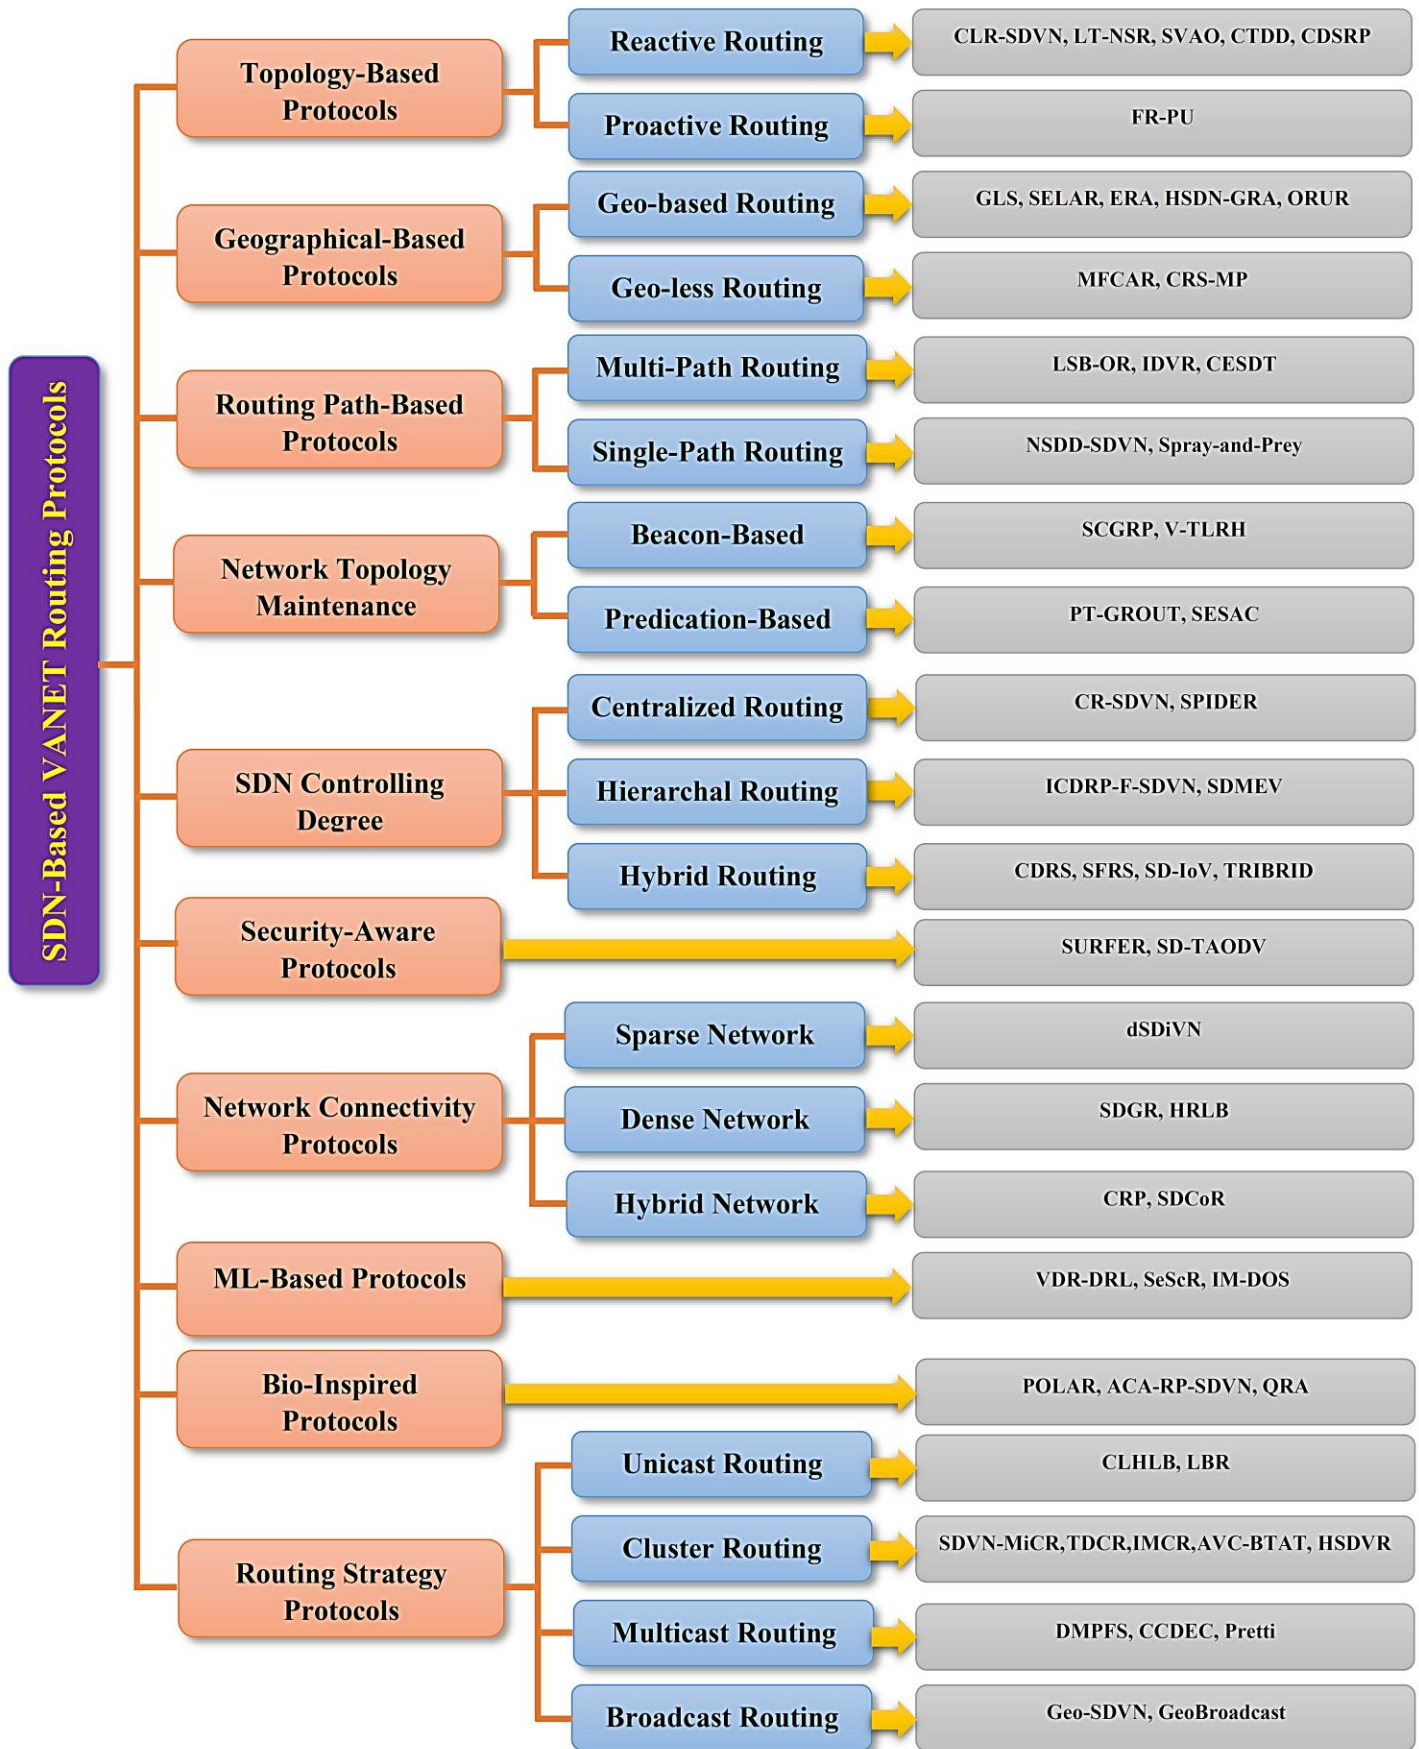 SDN-Based VANET Routing Protocols
Topology-Based
Protocols
Reactive Routing
CLR-SDVN, LT-NSR, SVAO, CTDD, CDSRP
Proactive Routing
FR-PU
Geographical-Based
Protocols
Geo-based Routing
GLS, SELAR, ERA, HSDN-GRA, ORUR
Geo-less Routing
MFCAR, CRS-MP
Routing Path-Based
Protocols
Multi-Path Routing
LSB-OR, IDVR, CESDT
Single-Path Routing
NSDD-SDVN, Spray-and-Prey
Network Topology
Maintenance
Beacon-Based
SCGRP, V-TLRH
Predication-Based
PT-GROUT, SESAC
SDN Controlling
Degree
Centralized Routing
CR-SDVN, SPIDER
Hierarchal Routing
ICDRP-F-SDVN, SDMEV
Hybrid Routing
CDRS, SFRS, SD-IoV, TRIBRID
Security-Aware
Protocols
SURFER, SD-TAODV
Network Connectivity
Protocols
Sparse Network
dSDiVN
Dense Network
SDGR, HRLB
Hybrid Network
CRP, SDCoR
ML-Based Protocols
VDR-DRL, SeScR, IM-DOS
Bio-Inspired
Protocols
POLAR, ACA-RP-SDVN, QRA
Routing Strategy
Protocols
Unicast Routing
CLHLB, LBR
Cluster Routing
SDVN-MiCR,TDCR,IMCR,AVC-BTAT, HSDVR
Multicast Routing
DMPFS, CCDEC, Pretti
Broadcast Routing
Geo-SDVN, GeoBroadcast